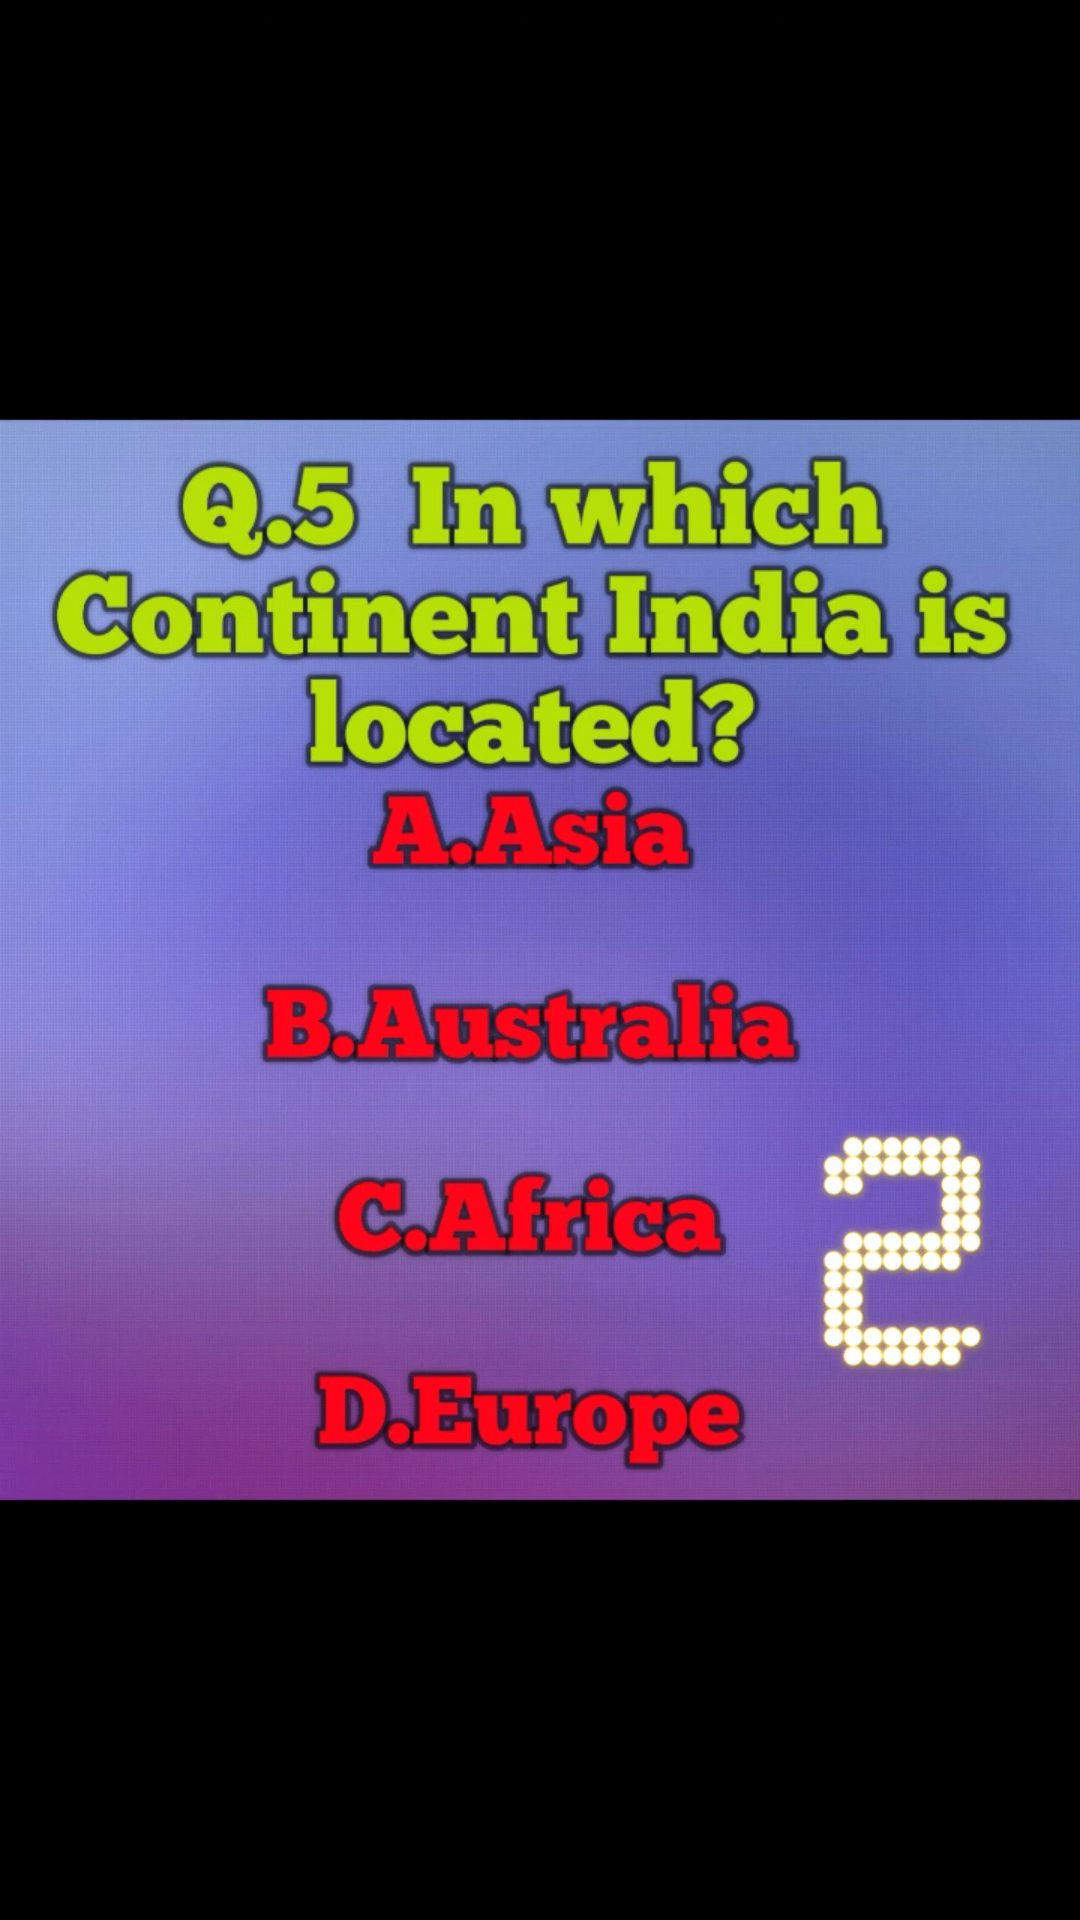 Q.5 In which
Continent India is
located?
A.Asia
B.Australia
C.Africa
2
D.Europe